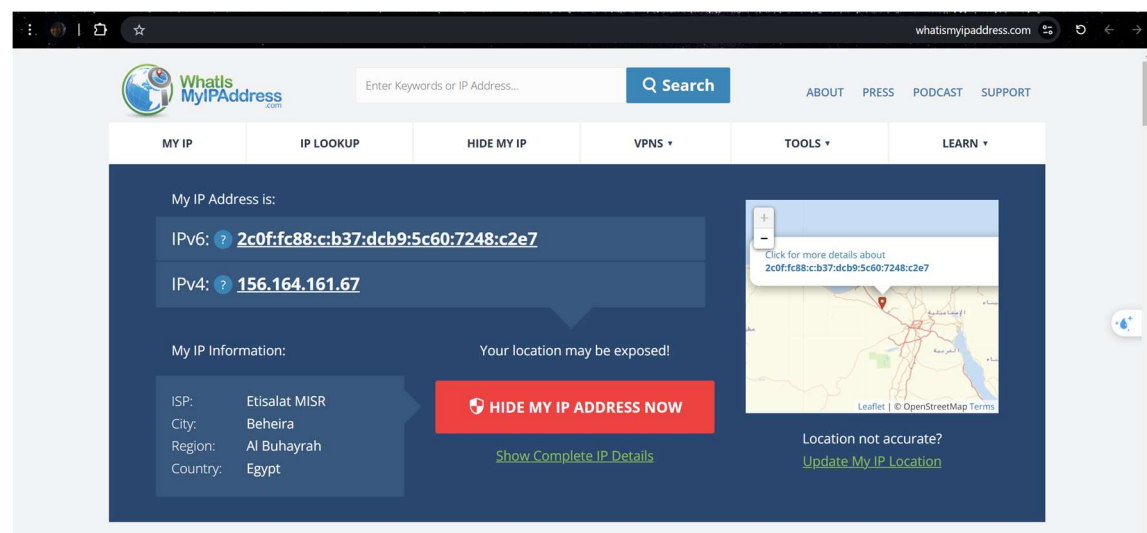 whatismyipaddress.com
WhatIs
MyIPAddress
.com
Enter Keywords or IP Address...
Search
ABOUT PRESS PODCAST SUPPORT
MY IP IP LOOKUP HIDE MY IP VPNS ▾ TOOLS ▾ LEARN ▾
My IP Address is:
IPv6: ? 2c0f:fc88:c:b37:dcb9:5c60:7248:c2e7
IPv4: ? 156.164.161.67
My IP Information:
ISP: Etisalat MISR
City: Beheira
Region: Al Buhayrah
Country: Egypt
Your location may be exposed!
HIDE MY IP ADDRESS NOW
Show Complete IP Details
+
−
Click for more details about
2c0f:fc88:c:b37:dcb9:5c60:7248:c2e7
الإسماعيلية
Leaflet | © OpenStreetMap Terms
Location not accurate?
Update My IP Location